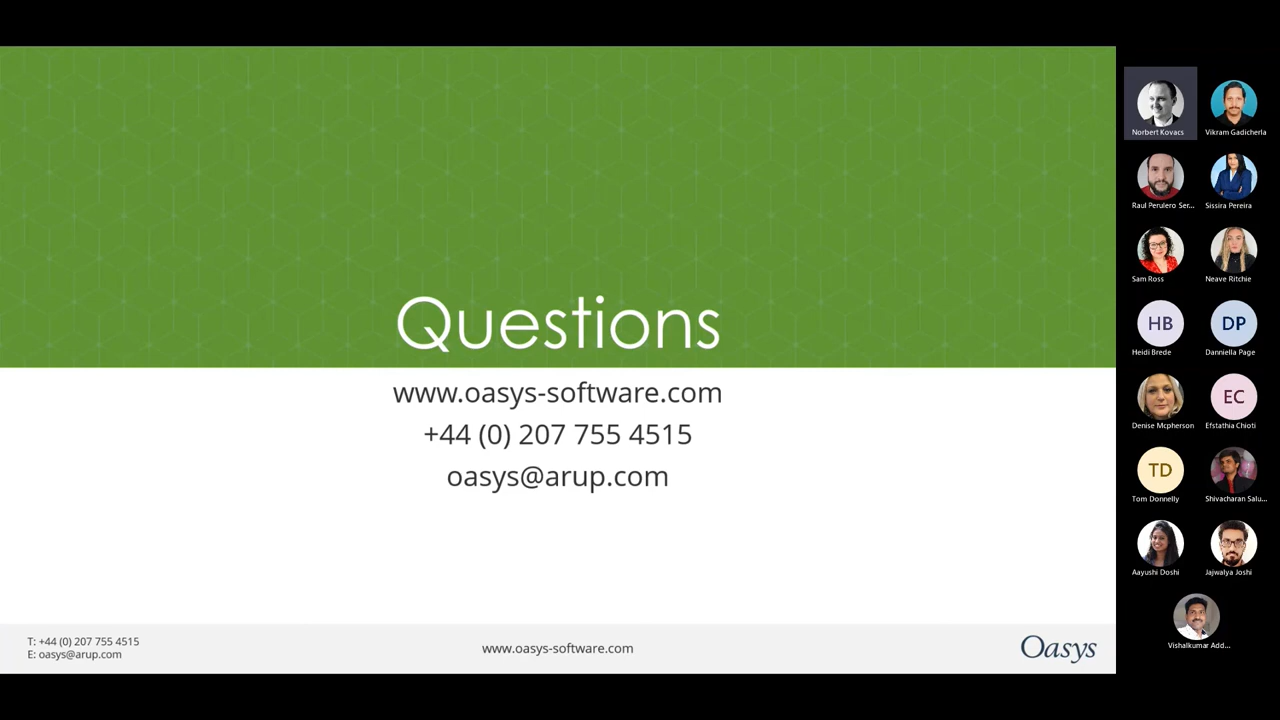 Questions
www.oasys-software.com
+44 (0) 207 755 4515
oasys@arup.com
T: +44 (0) 207 755 4515
E: oasys@arup.com
www.oasys-software.com
Oasys
Norbert Kovacs
Vikram Gadicherla
Raul Perulero Ser...
Sissira Pereira
Sam Ross
Neave Ritchie
HB
Heidi Brede
DP
Danniella Page
Denise Mcpherson
EC
Efstathia Chioti
TD
Tom Donnelly
Shivacharan Salu...
Aayushi Doshi
Jajwalya Joshi
Vishalkumar Add...